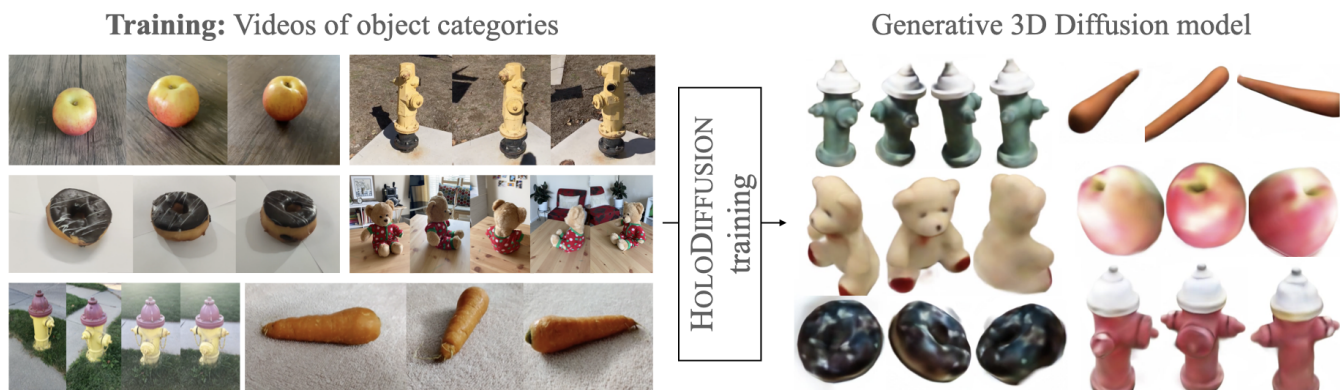 Training: Videos of object categories
Generative 3D Diffusion model
HOLODIFFUSION
training